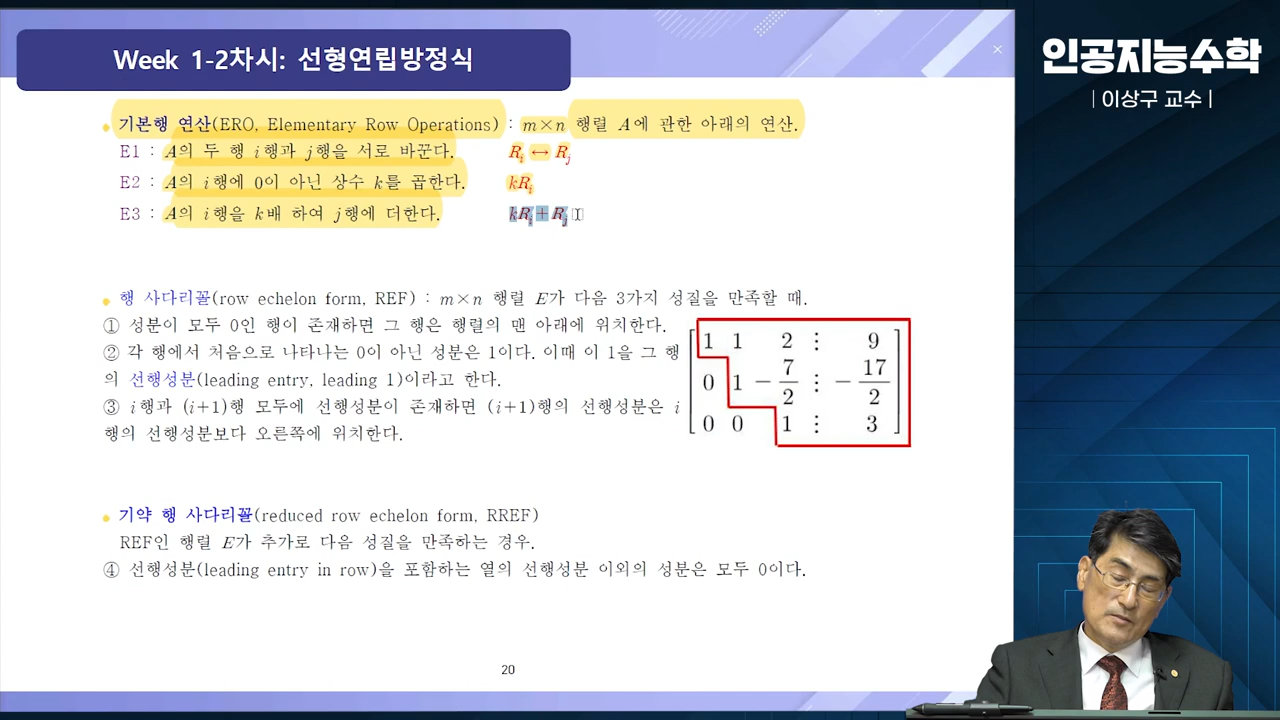 Week 1-2차시: 선형연립방정식
×
인공지능수학
| 이상구 교수 |
• 기본행 연산(ERO, Elementary Row Operations) : m×n 행렬 A에 관한 아래의 연산.
E1 : A의 두 행 i행과 j행을 서로 바꾼다. Rᵢ ↔ Rⱼ
E2 : A의 i행에 0이 아닌 상수 k를 곱한다. kRᵢ
E3 : A의 i행을 k배 하여 j행에 더한다. kRᵢ+Rⱼ
• 행 사다리꼴(row echelon form, REF) : m×n 행렬 E가 다음 3가지 성질을 만족할 때.
① 성분이 모두 0인 행이 존재하면 그 행은 행렬의 맨 아래에 위치한다.
② 각 행에서 처음으로 나타나는 0이 아닌 성분은 1이다. 이때 이 1을 그 행
의 선행성분(leading entry, leading 1)이라고 한다.
③ i행과 (i+1)행 모두에 선행성분이 존재하면 (i+1)행의 선행성분은 i
행의 선행성분보다 오른쪽에 위치한다.
1 1 2 ⋮ 9
0 1 −7/2 ⋮ −17/2
0 0 1 ⋮ 3
• 기약 행 사다리꼴(reduced row echelon form, RREF)
REF인 행렬 E가 추가로 다음 성질을 만족하는 경우.
④ 선행성분(leading entry in row)을 포함하는 열의 선행성분 이외의 성분은 모두 0이다.
20